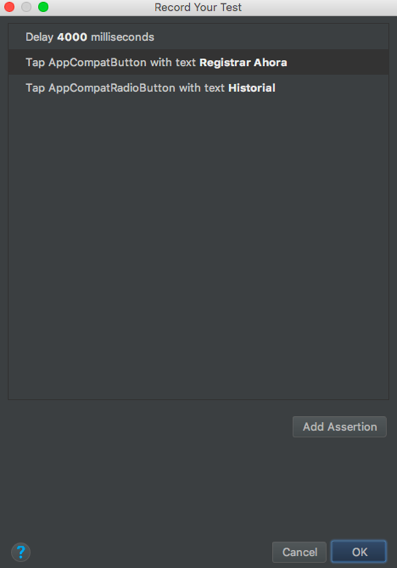 Record Your Test
Delay 4000 milliseconds
Tap AppCompatButton with text Registrar Ahora
Tap AppCompatRadioButton with text Historial
Add Assertion
?
Cancel
OK